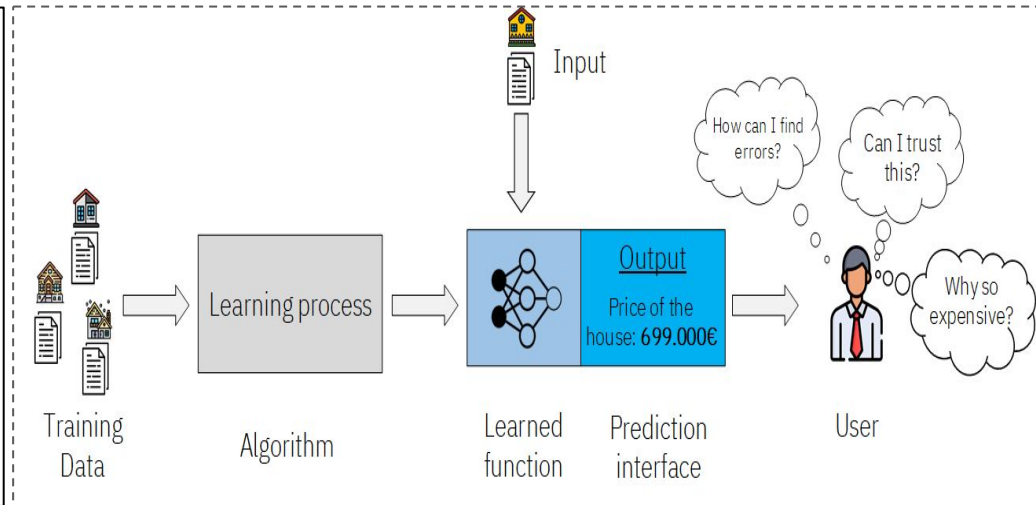 Input
How can I find
errors?
Can I trust
this?
Why so
expensive?
Learning process
Output
Price of the
house: 699.000€
Training
Data
Algorithm
Learned
function
Prediction
interface
User